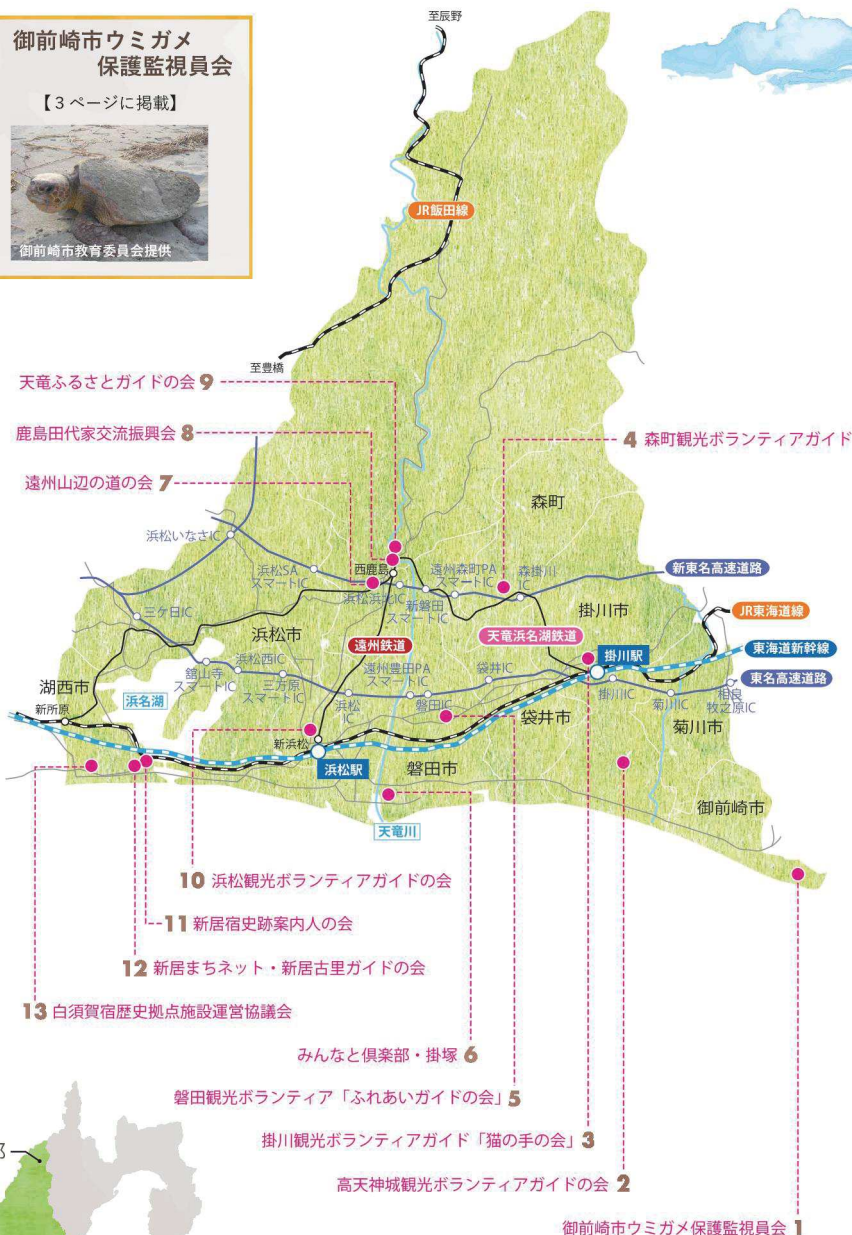 御前崎市ウミガメ
保護監視員会
【3ページに掲載】
御前崎市教育委員会提供
至辰野
JR飯田線
至豊橋
天竜ふるさとガイドの会 9
鹿島田代家交流振興会 8
4 森町観光ボランティアガイド
遠州山辺の道の会 7
森町
浜松いなさIC
浜松SA
スマートIC
西鹿島
遠州森町PA
スマートIC
森掛川
IC
新東名高速道路
浜松浜北IC
新磐田
スマートIC
三ケ日IC
掛川市
JR東海道線
浜松市
遠州鉄道
天竜浜名湖鉄道
掛川駅
東海道新幹線
舘山寺
スマートIC
浜松西IC
三方原
スマートIC
遠州豊田PA
スマートIC
袋井IC
東名高速道路
湖西市
浜名湖
浜松
IC
磐田IC
掛川IC
菊川IC
相良
牧之原IC
新所原
袋井市
菊川市
新浜松
浜松駅
磐田市
御前崎市
天竜川
10 浜松観光ボランティアガイドの会
11 新居宿史跡案内人の会
12 新居まちネット・新居古里ガイドの会
13 白須賀宿歴史拠点施設運営協議会
みんなと倶楽部・掛塚 6
磐田観光ボランティア「ふれあいガイドの会」 5
掛川観光ボランティアガイド「猫の手の会」 3
高天神城観光ボランティアガイドの会 2
御前崎市ウミガメ保護監視員会 1